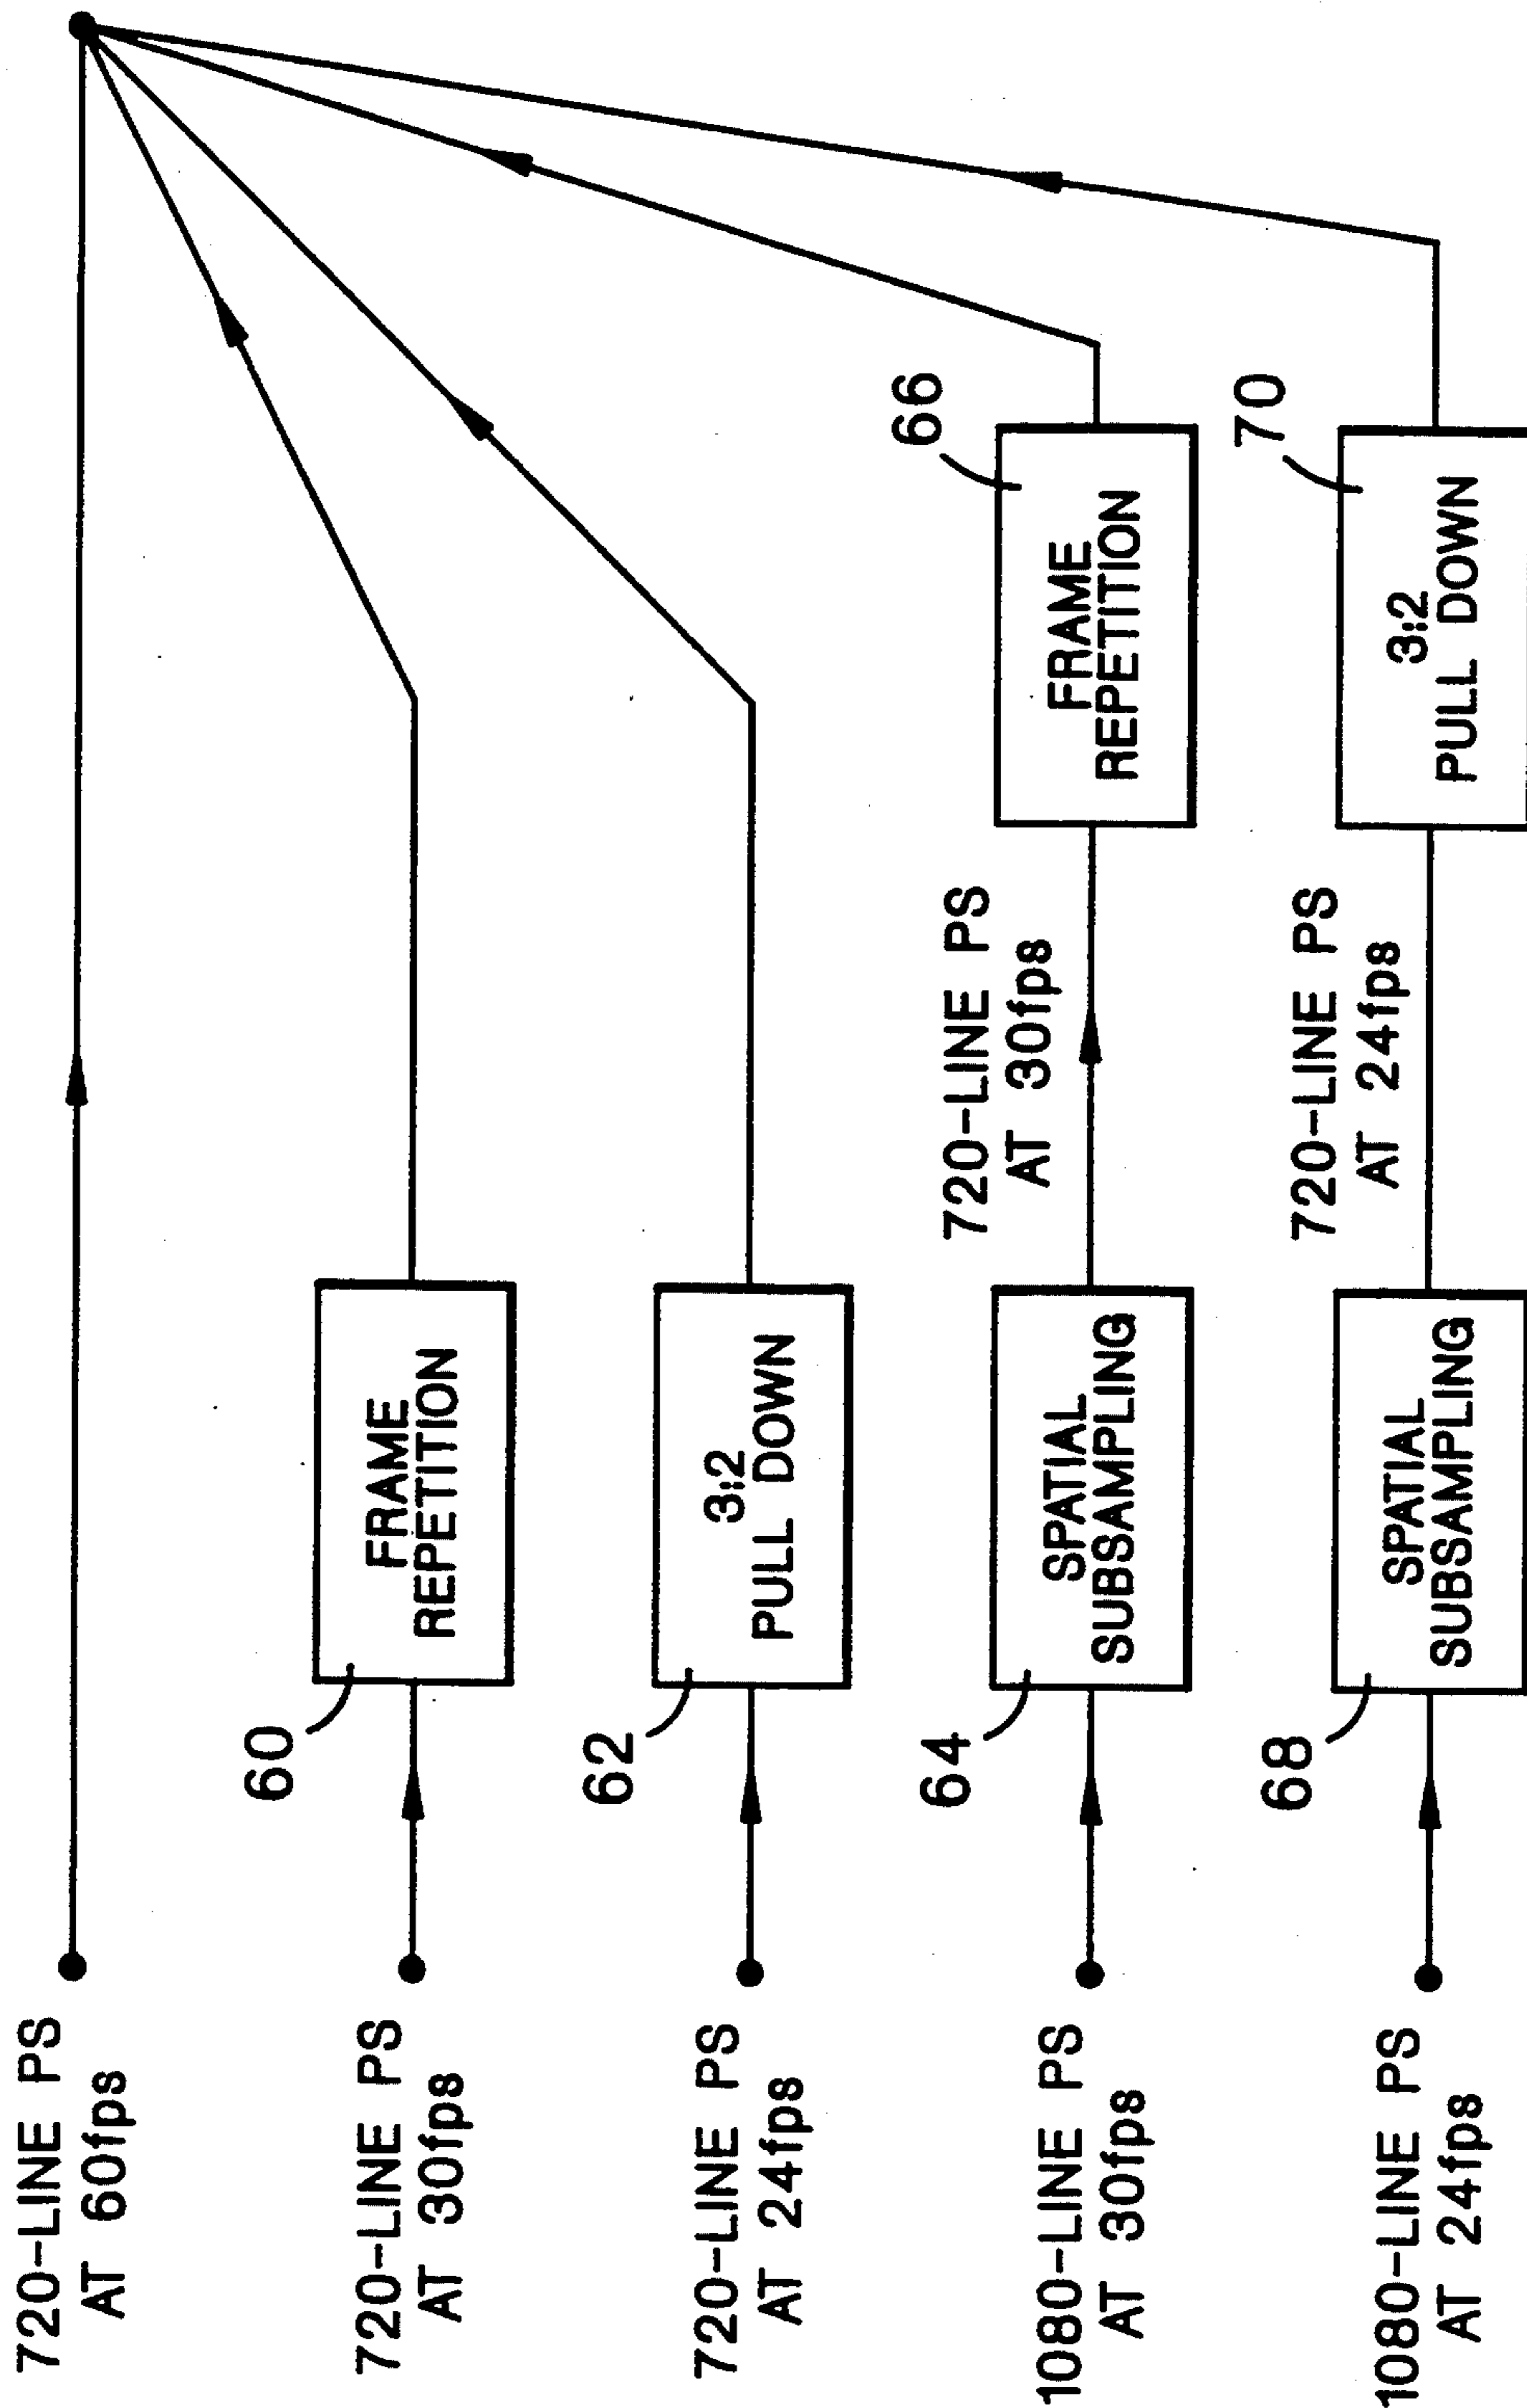 720-LINE PS
AT 60fps
720-LINE PS
AT 30fps
60
FRAME
REPETITION
720-LINE PS
AT 24fps
62
3:2
PULL DOWN
1080-LINE PS
AT 30fps
64
SPATIAL
SUBSAMPLING
720-LINE PS
AT 30fps
66
FRAME
REPETITION
1080-LINE PS
AT 24fps
68
SPATIAL
SUBSAMPLING
720-LINE PS
AT 24fps
70
3:2
PULL DOWN